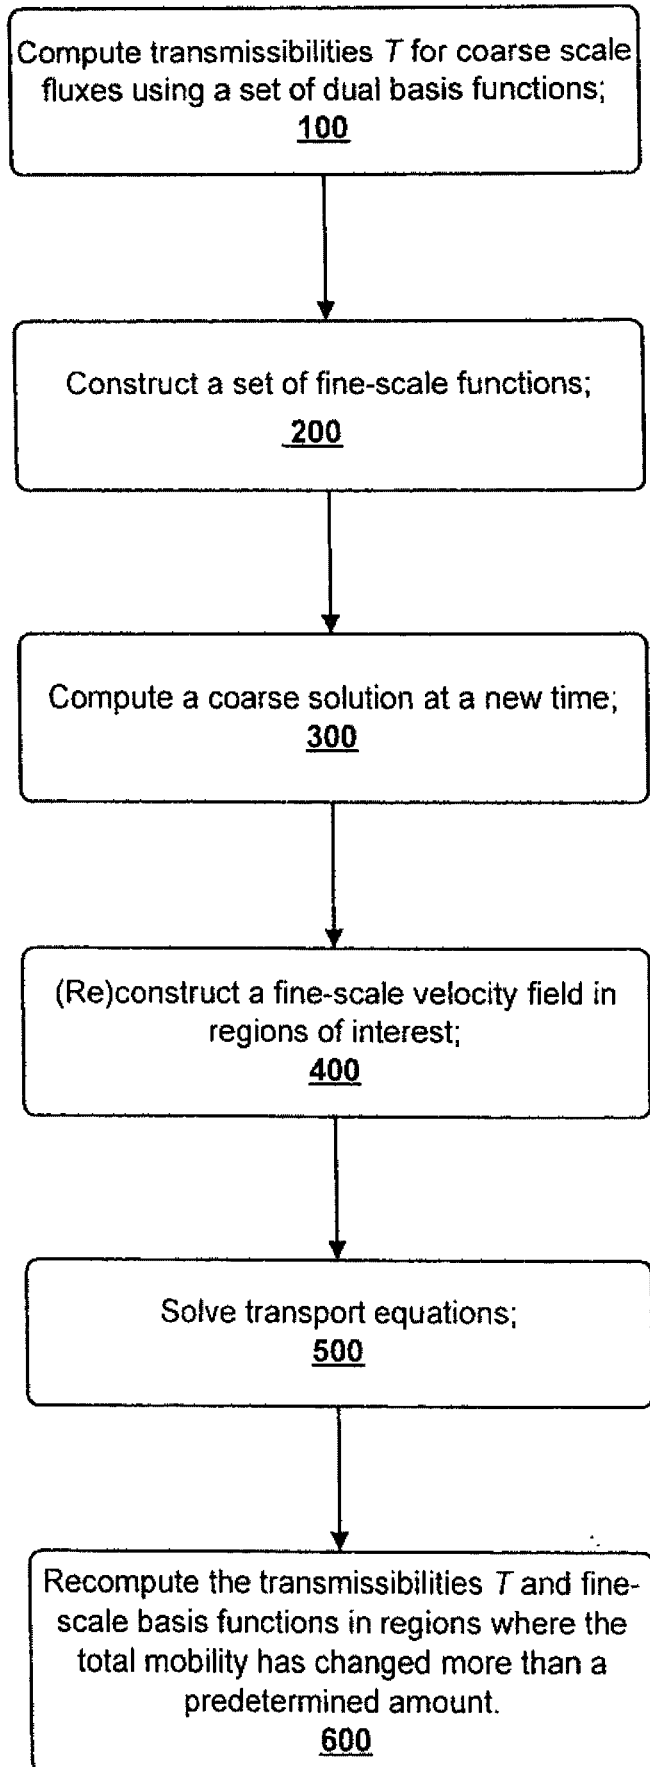 Compute transmissibilities T for coarse scale
fluxes using a set of dual basis functions;
100
Construct a set of fine-scale functions;
200
Compute a coarse solution at a new time;
300
(Re)construct a fine-scale velocity field in
regions of interest;
400
Solve transport equations;
500
Recompute the transmissibilities T and fine-
scale basis functions in regions where the
total mobility has changed more than a
predetermined amount.
600